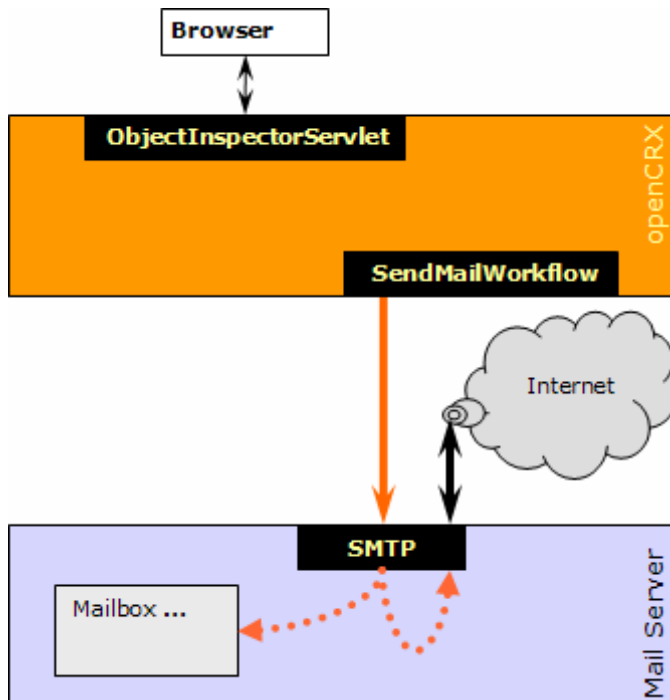 Browser
ObjectInspectorServlet
openCRX
SendMailWorkflow
Internet
SMTP
Mailbox ...
Mail Server